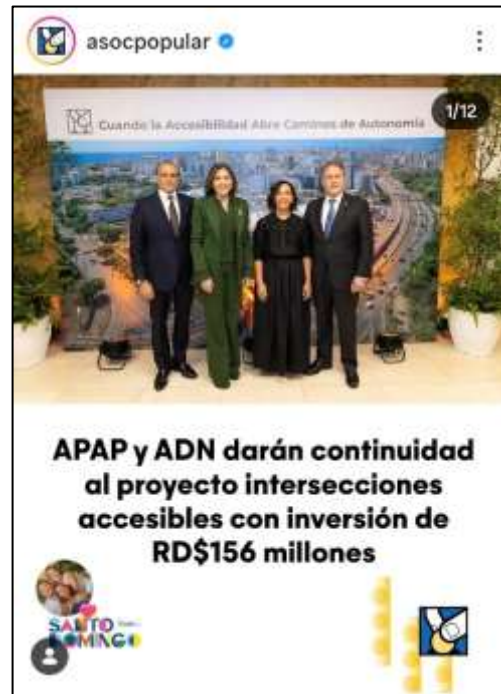 asocpopular
1/12
Cuando la Accesibilidad Abre Caminos de Autonomía
APAP y ADN darán continuidad
al proyecto intersecciones
accesibles con inversión de
RD$156 millones
SANTO
DOMINGO